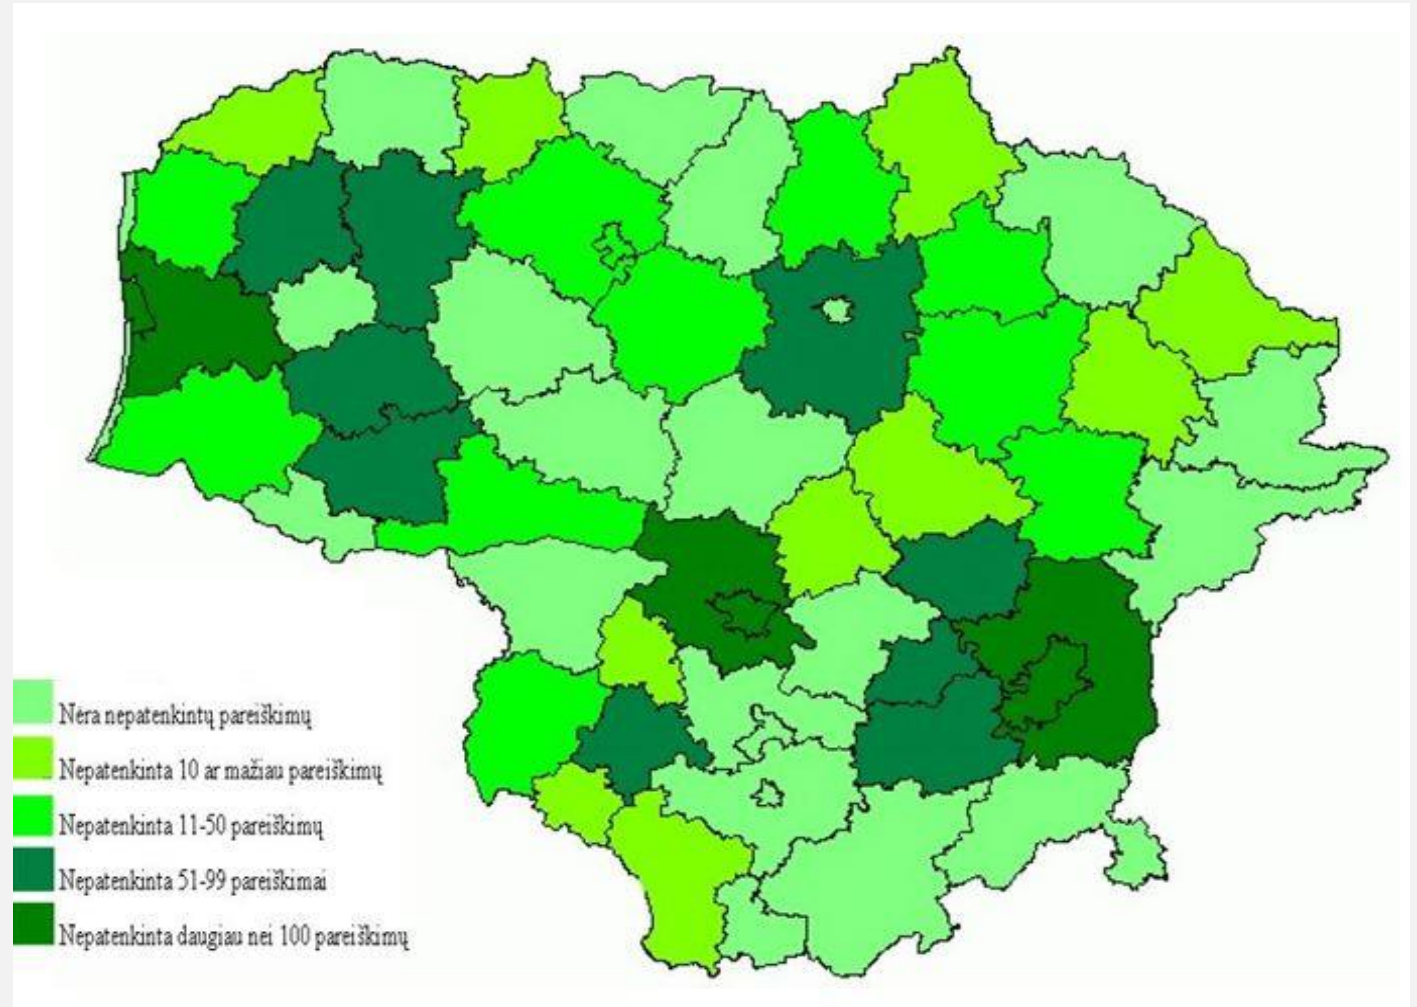 Nėra nepatenkintų pareiškimų
Nepatenkinta 10 ar mažiau pareiškimų
Nepatenkinta 11-50 pareiškimų
Nepatenkinta 51-99 pareiškimai
Nepatenkinta daugiau nei 100 pareiškimų